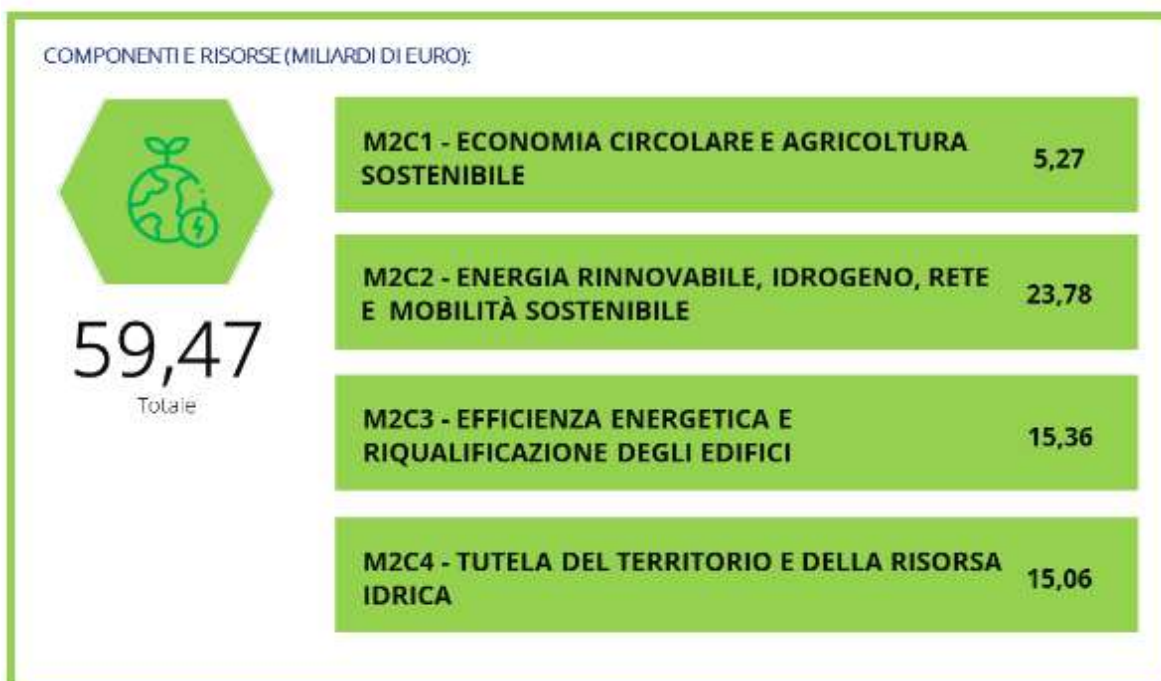 COMPONENTI E RISORSE (MILIARDI DI EURO):
M2C1 - ECONOMIA CIRCOLARE E AGRICOLTURA
SOSTENIBILE
5,27
M2C2 - ENERGIA RINNOVABILE, IDROGENO, RETE
E MOBILITÀ SOSTENIBILE
23,78
59,47
Totale
M2C3 - EFFICIENZA ENERGETICA E
RIQUALIFICAZIONE DEGLI EDIFICI
15,36
M2C4 - TUTELA DEL TERRITORIO E DELLA RISORSA
IDRICA
15,06